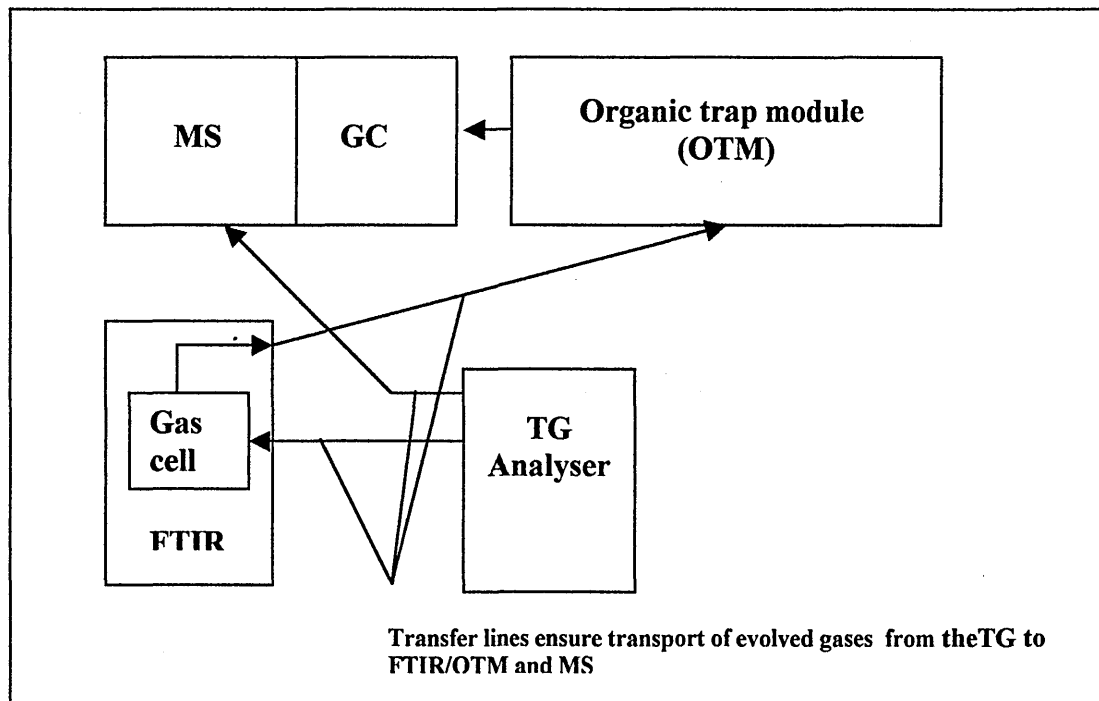 MS
GC
Organic trap module
(OTM)
Gas
cell
FTIR
TG
Analyser
Transfer lines ensure transport of evolved gases from theTG to
FTIR/OTM and MS